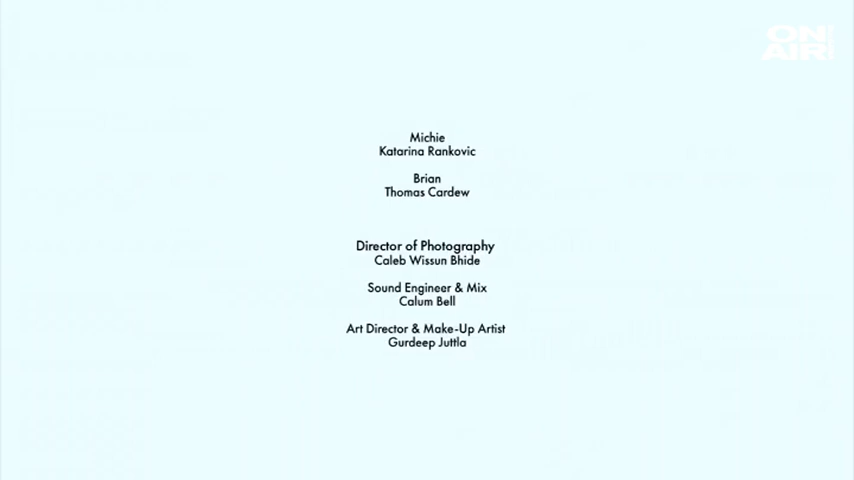 ON
AIR
Michie
Katarina Rankovic
Brian
Thomas Cardew
Director of Photography
Caleb Wissun Bhide
Sound Engineer & Mix
Calum Bell
Art Director & Make-Up Artist
Gurdeep Juttla